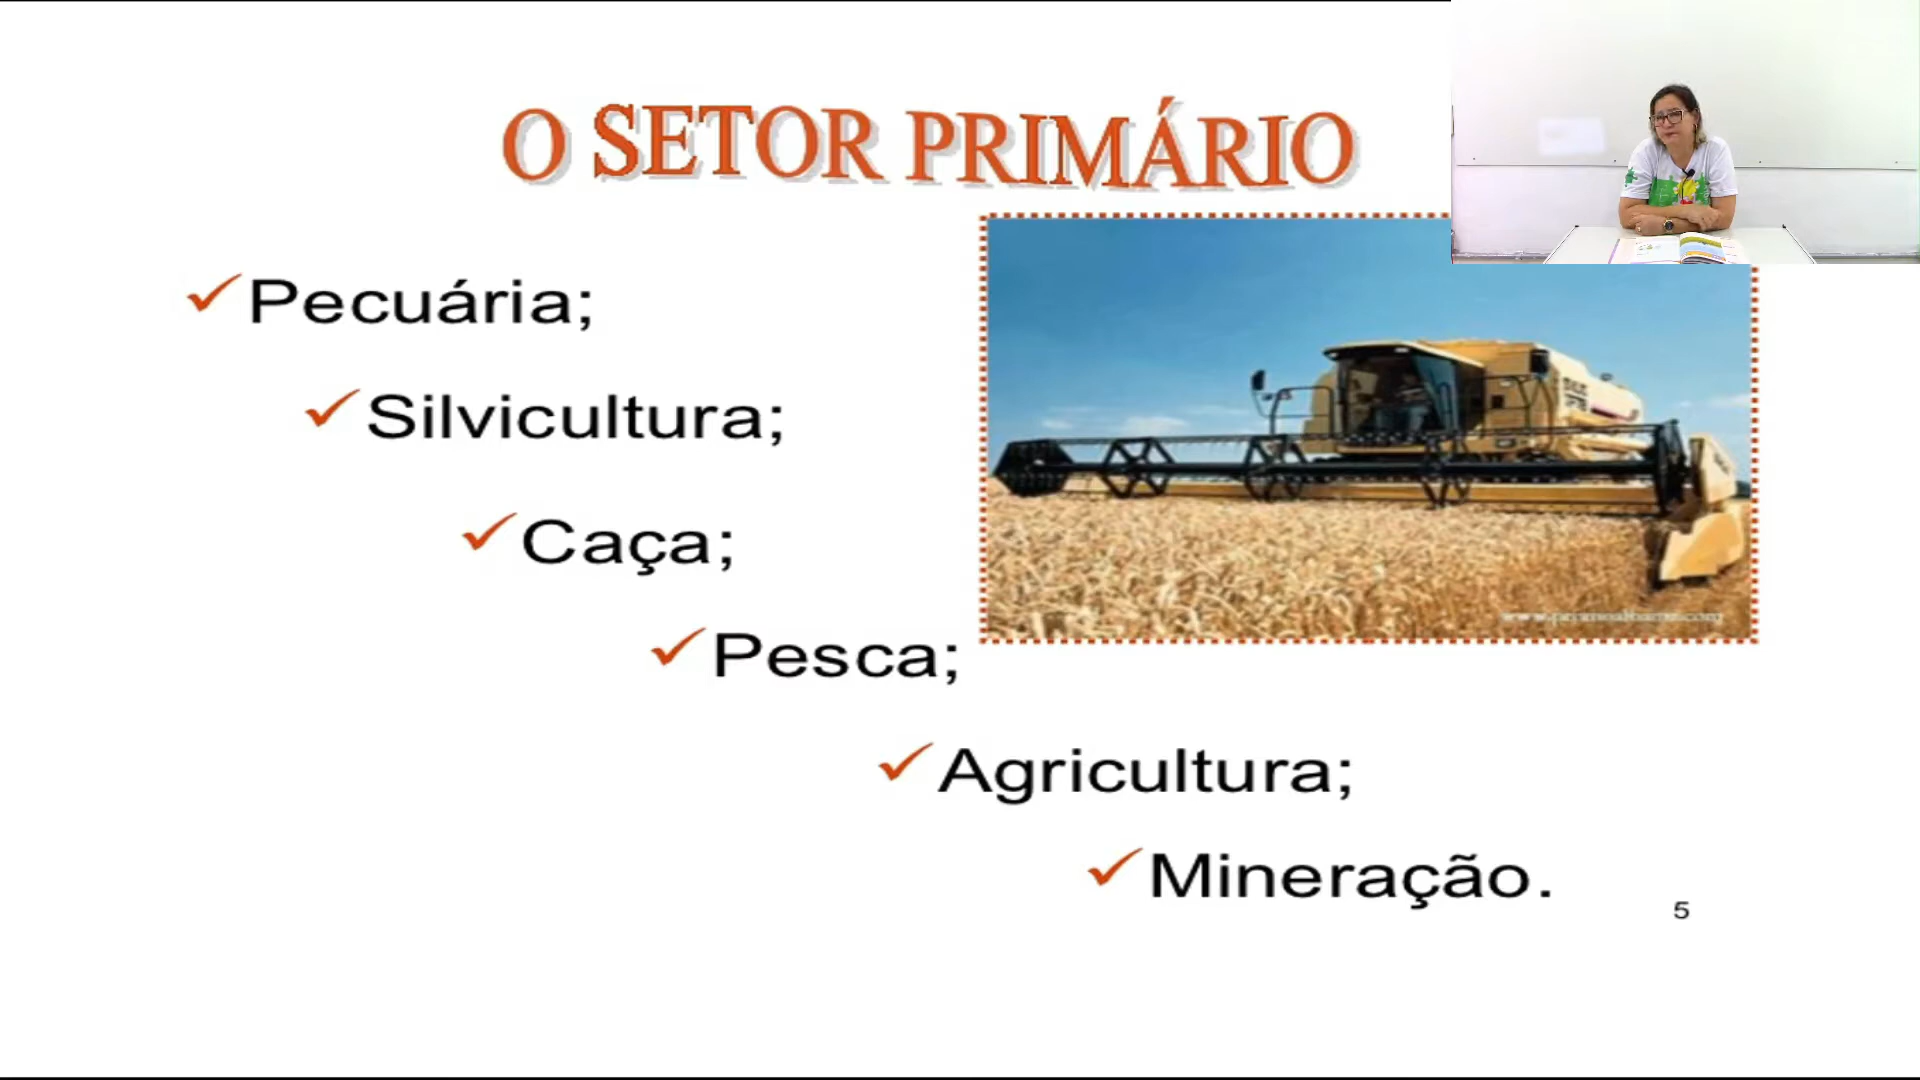 O SETOR PRIMÁRIO
Pecuária;
Silvicultura;
Caça;
Pesca;
Agricultura;
Mineração.
5